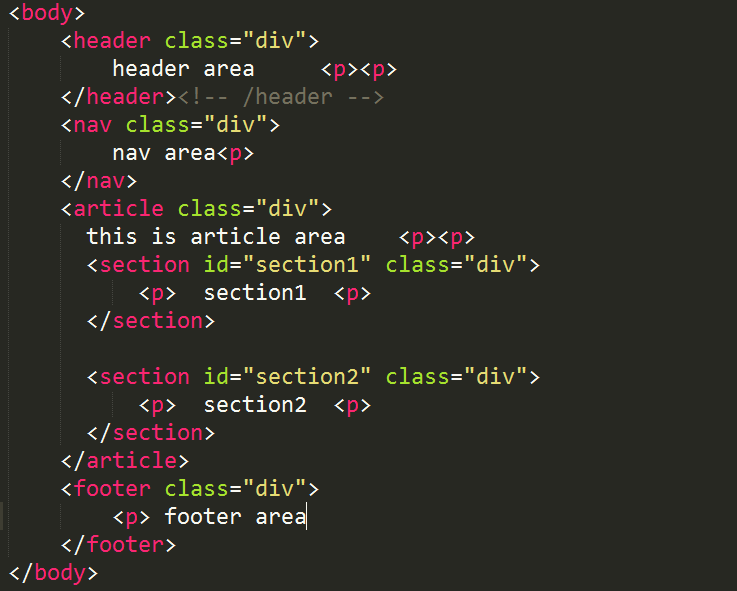 <body>
    <header class="div">
        header area     <p><p>
    </header><!-- /header -->
    <nav class="div">
        nav area<p>
    </nav>
    <article class="div">
      this is article area    <p><p>
      <section id="section1" class="div">
          <p>  section1  <p>
      </section>

      <section id="section2" class="div">
          <p>  section2  <p>
      </section>
    </article>
    <footer class="div">
        <p> footer area
    </footer>
</body>